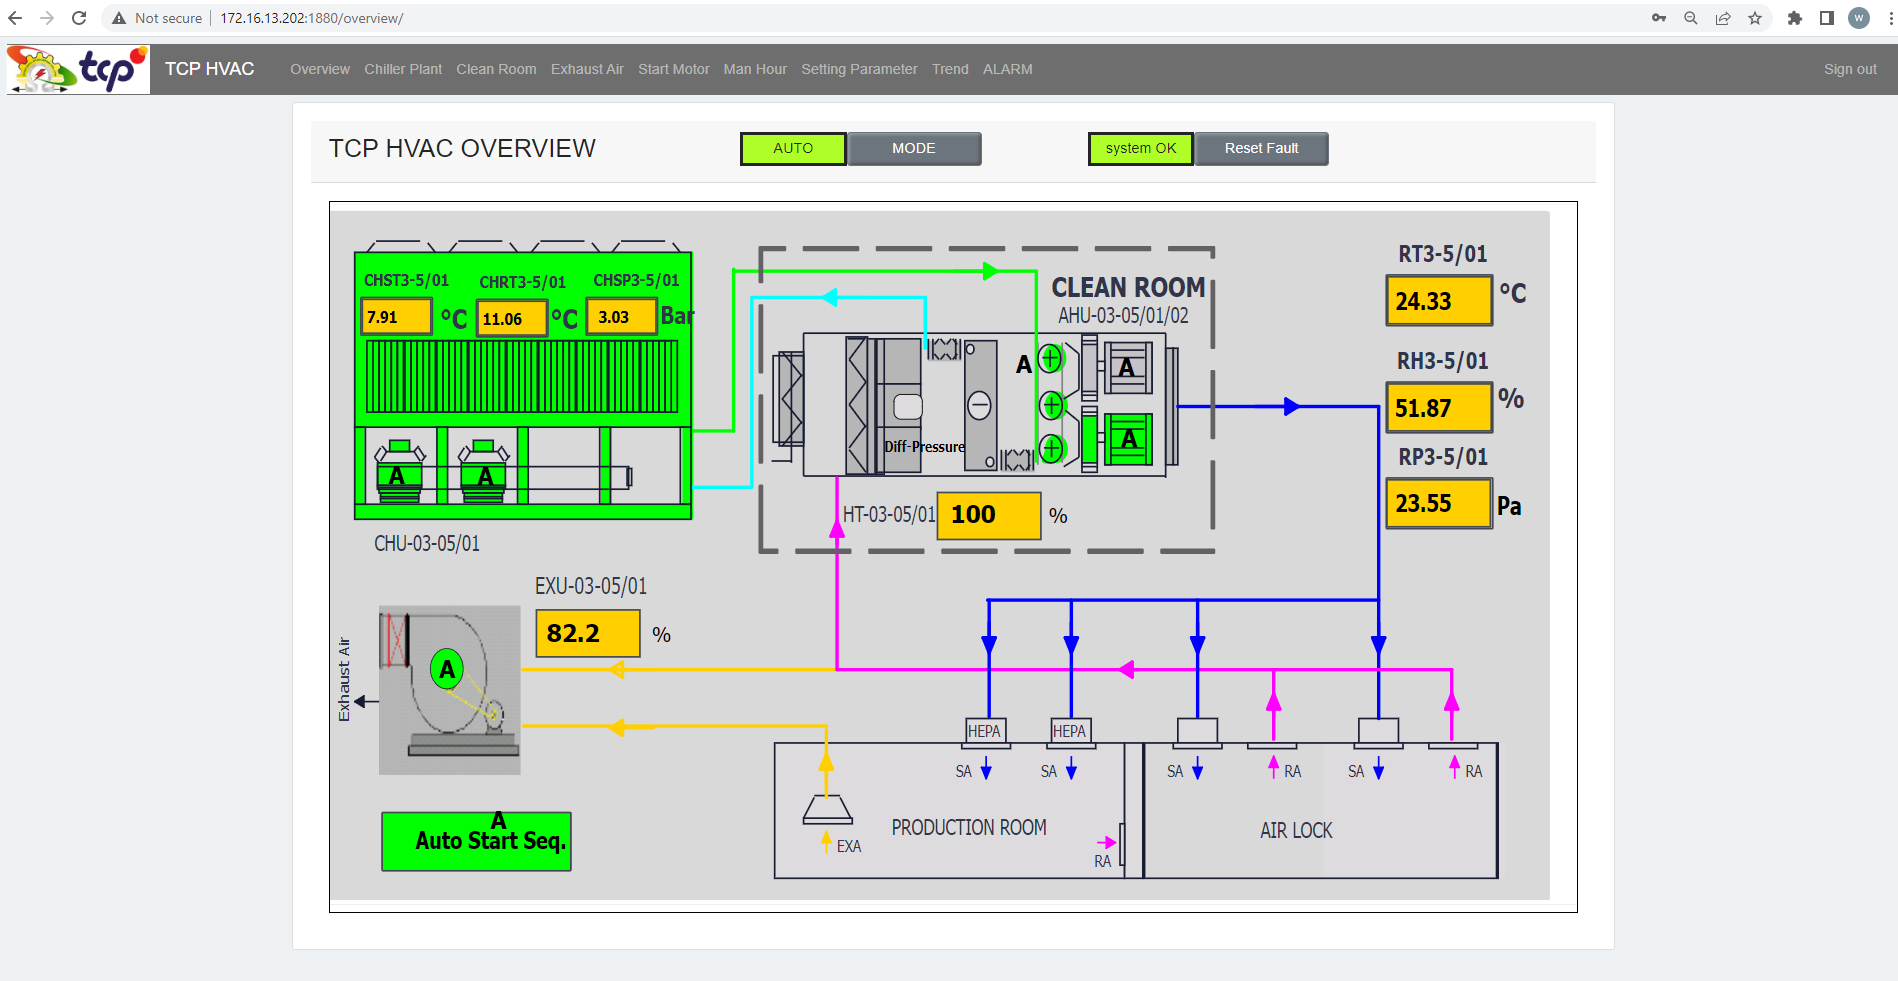 Not secure | 172.16.13.202:1880/overview/
W
tcp
TCP HVAC
Overview Chiller Plant Clean Room Exhaust Air Start Motor Man Hour Setting Parameter Trend ALARM
Sign out
TCP HVAC OVERVIEW
AUTO MODE
system OK Reset Fault
CHST3-5/01 CHRT3-5/01 CHSP3-5/01
7.91 °C 11.06 °C 3.03 Bar
A A
CHU-03-05/01
CLEAN ROOM
AHU-03-05/01/02
A A
A
Diff-Pressure
HT-03-05/01 100 %
RT3-5/01
24.33 °C
RH3-5/01
51.87 %
RP3-5/01
23.55 Pa
EXU-03-05/01
82.2 %
A
Exhaust Air
A
Auto Start Seq.
HEPA HEPA
SA SA SA RA SA RA
PRODUCTION ROOM
AIR LOCK
EXA
RA